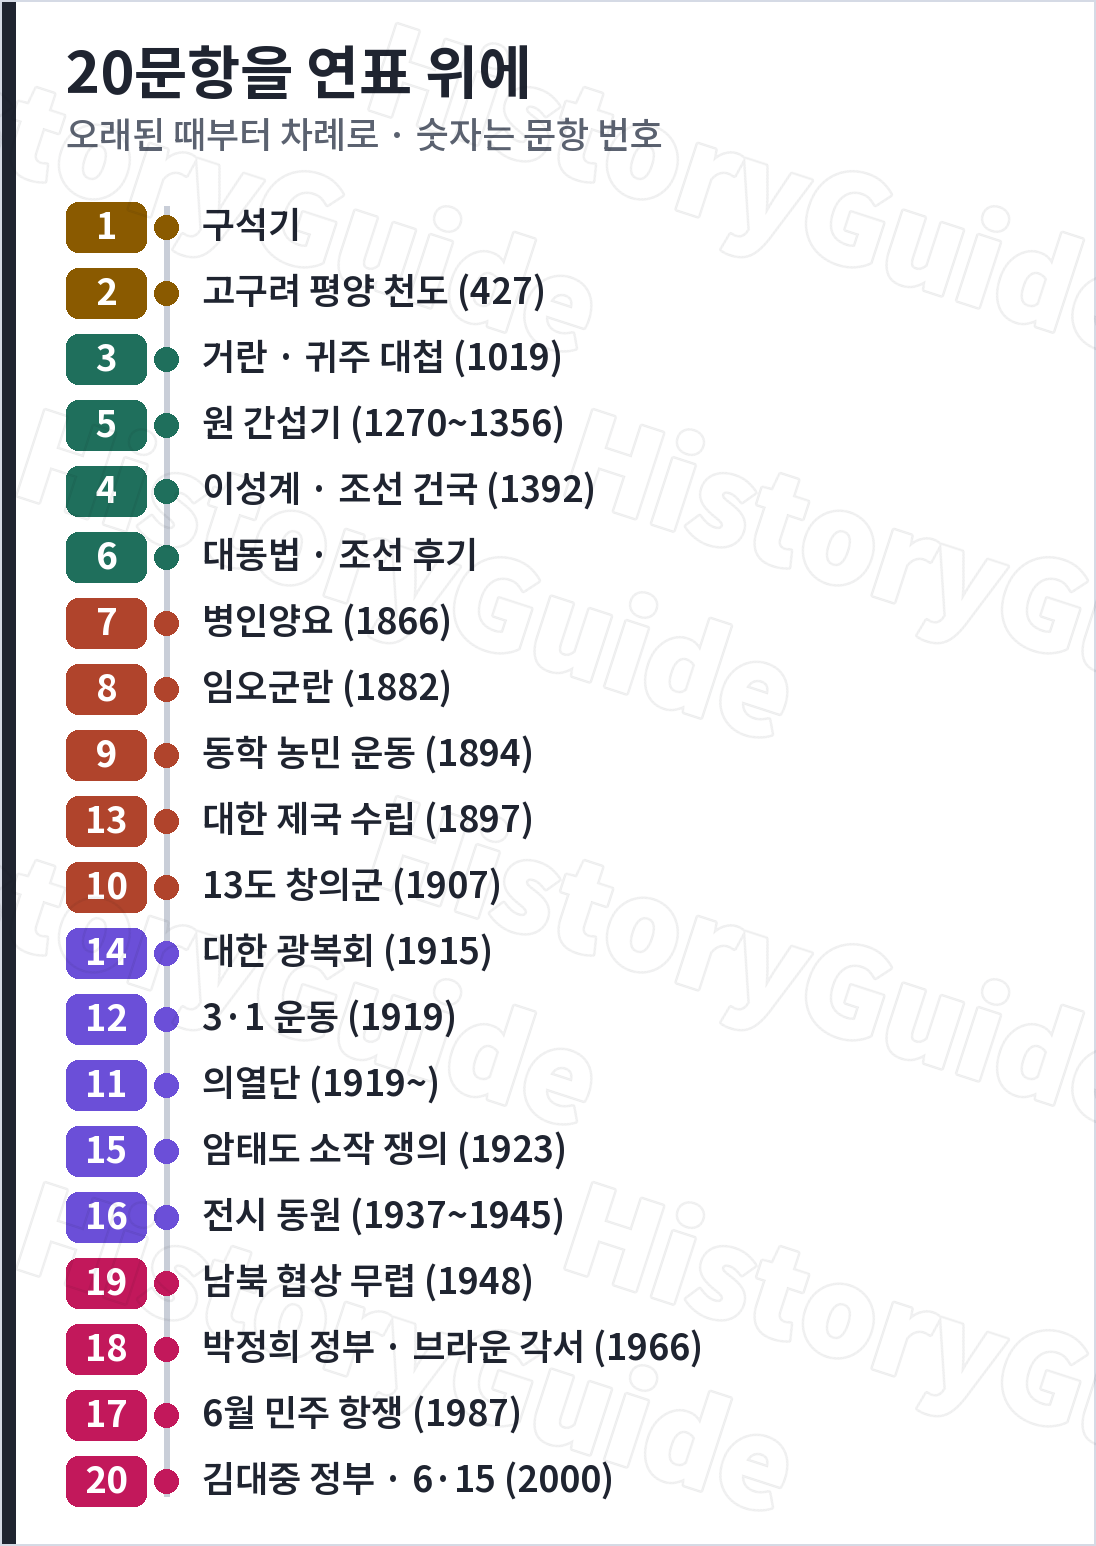 20문항을 연표 위에
오래된 때부터 차례로 · 숫자는 문항 번호
1 구석기
2 고구려 평양 천도 (427)
3 거란 · 귀주 대첩 (1019)
5 원 간섭기 (1270~1356)
4 이성계 · 조선 건국 (1392)
6 대동법 · 조선 후기
7 병인양요 (1866)
8 임오군란 (1882)
9 동학 농민 운동 (1894)
13 대한 제국 수립 (1897)
10 13도 창의군 (1907)
14 대한 광복회 (1915)
12 3·1 운동 (1919)
11 의열단 (1919~)
15 암태도 소작 쟁의 (1923)
16 전시 동원 (1937~1945)
19 남북 협상 무렵 (1948)
18 박정희 정부 · 브라운 각서 (1966)
17 6월 민주 항쟁 (1987)
20 김대중 정부 · 6·15 (2000)
HistoryGuide